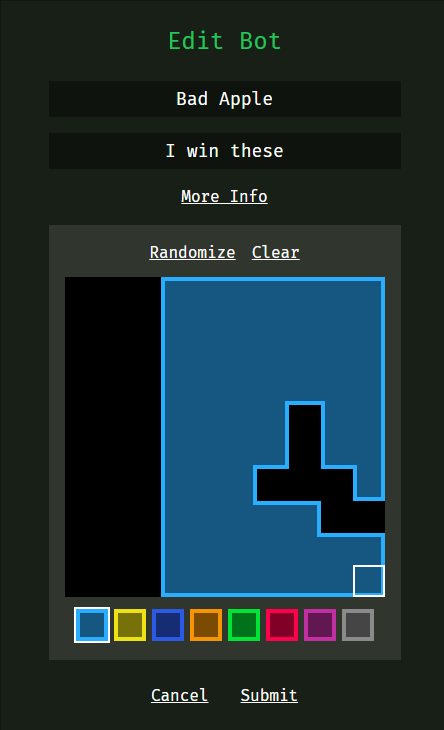 Edit Bot
Bad Apple
I win these
More Info
Randomize Clear
Cancel Submit